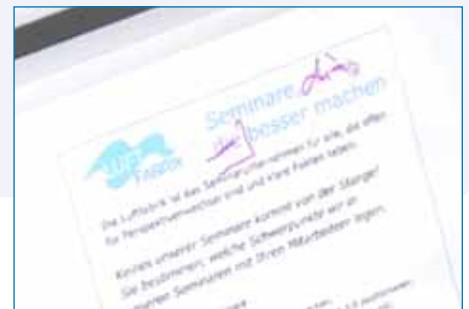 Seminare
besser machen
FABRIK
Die Luftfabrik ist das Seminarunternehmen für alle, die offen
für Perspektivwechsel sind und klare Fakten lieben.
Keines unserer Seminare kommt von der Stange!
Sie bestimmen, welche Schwerpunkte wir in
unseren Seminaren mit Ihren Mitarbeitern legen.